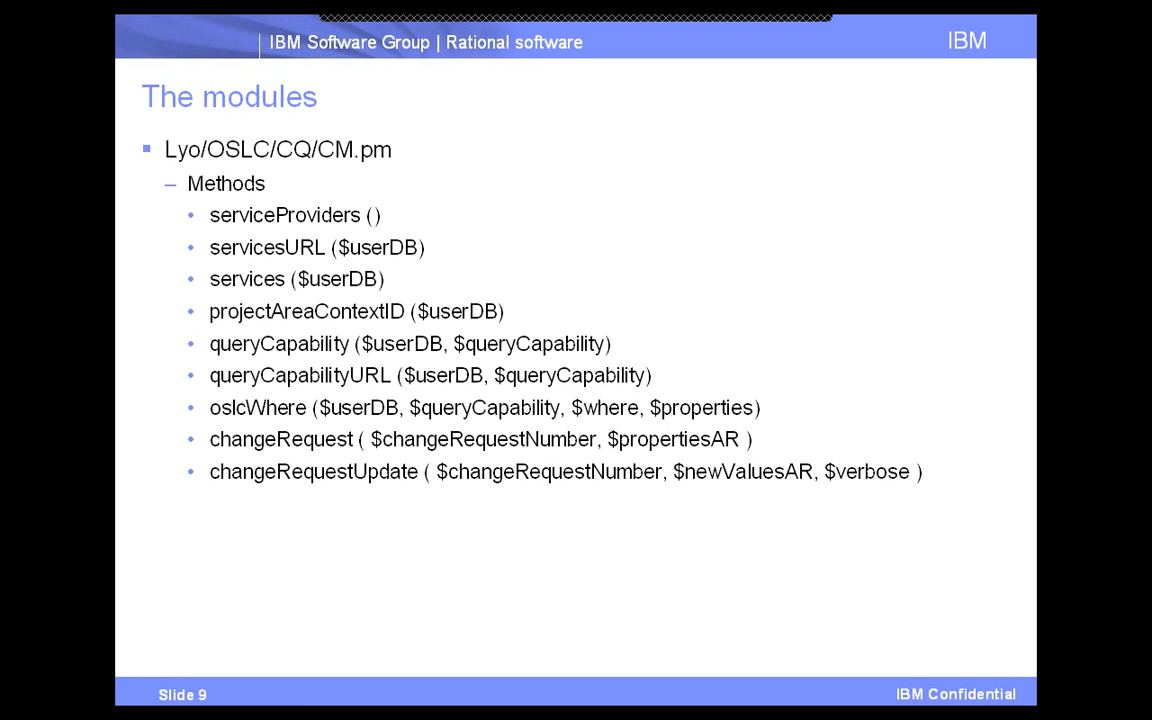 IBM Software Group | Rational software
IBM
The modules
Lyo/OSLC/CQ/CM.pm
– Methods
• serviceProviders ()
• servicesURL ($userDB)
• services ($userDB)
• projectAreaContextID ($userDB)
• queryCapability ($userDB, $queryCapability)
• queryCapabilityURL ($userDB, $queryCapability)
• oslcWhere ($userDB, $queryCapability, $where, $properties)
• changeRequest ( $changeRequestNumber, $propertiesAR )
• changeRequestUpdate ( $changeRequestNumber, $newValuesAR, $verbose )
Slide 9
IBM Confidential